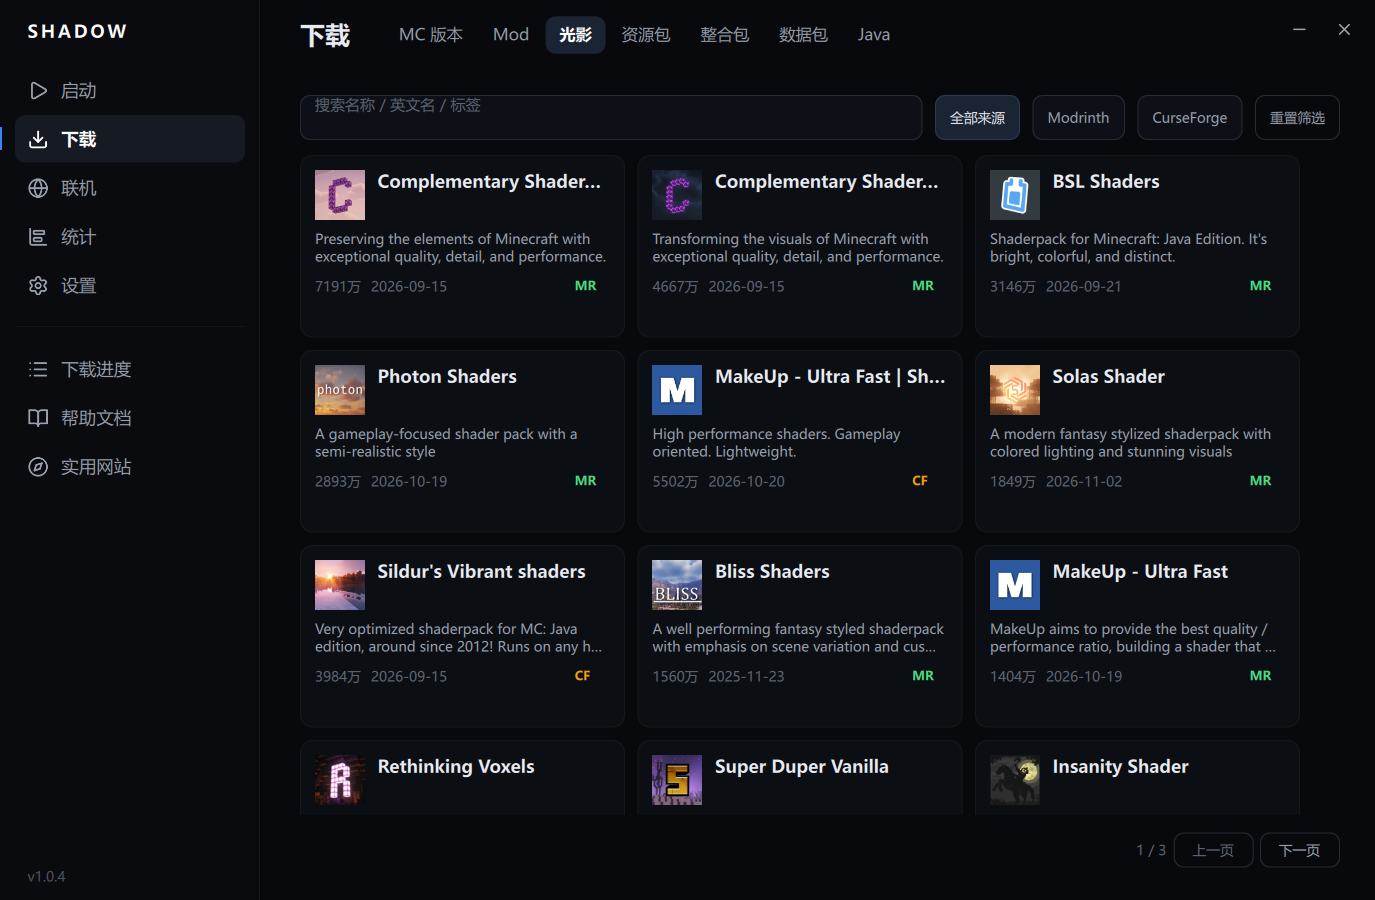 SHADOW
启动
下载
联机
统计
设置
下载进度
帮助文档
实用网站
v1.0.4
下载
MC 版本
Mod
光影
资源包
整合包
数据包
Java
搜索名称 / 英文名 / 标签
全部来源
Modrinth
CurseForge
重置筛选
Complementary Shader...
Preserving the elements of Minecraft with
exceptional quality, detail, and performance.
7191万 2026-09-15 MR
Complementary Shader...
Transforming the visuals of Minecraft with
exceptional quality, detail, and performance.
4667万 2026-09-15 MR
BSL Shaders
Shaderpack for Minecraft: Java Edition. It's
bright, colorful, and distinct.
3146万 2026-09-21 MR
photon
Photon Shaders
A gameplay-focused shader pack with a
semi-realistic style
2893万 2026-10-19 MR
M
MakeUp - Ultra Fast | Sh...
High performance shaders. Gameplay
oriented. Lightweight.
5502万 2026-10-20 CF
Solas Shader
A modern fantasy stylized shaderpack with
colored lighting and stunning visuals
1849万 2026-11-02 MR
Sildur's Vibrant shaders
Very optimized shaderpack for MC: Java
edition, around since 2012! Runs on any h...
3984万 2026-09-15 CF
BLISS
Bliss Shaders
A well performing fantasy styled shaderpack
with emphasis on scene variation and cus...
1560万 2025-11-23 MR
M
MakeUp - Ultra Fast
MakeUp aims to provide the best quality /
performance ratio, building a shader that ...
1404万 2026-10-19 MR
R
Rethinking Voxels
S
Super Duper Vanilla
Insanity Shader
1 / 3
上一页
下一页